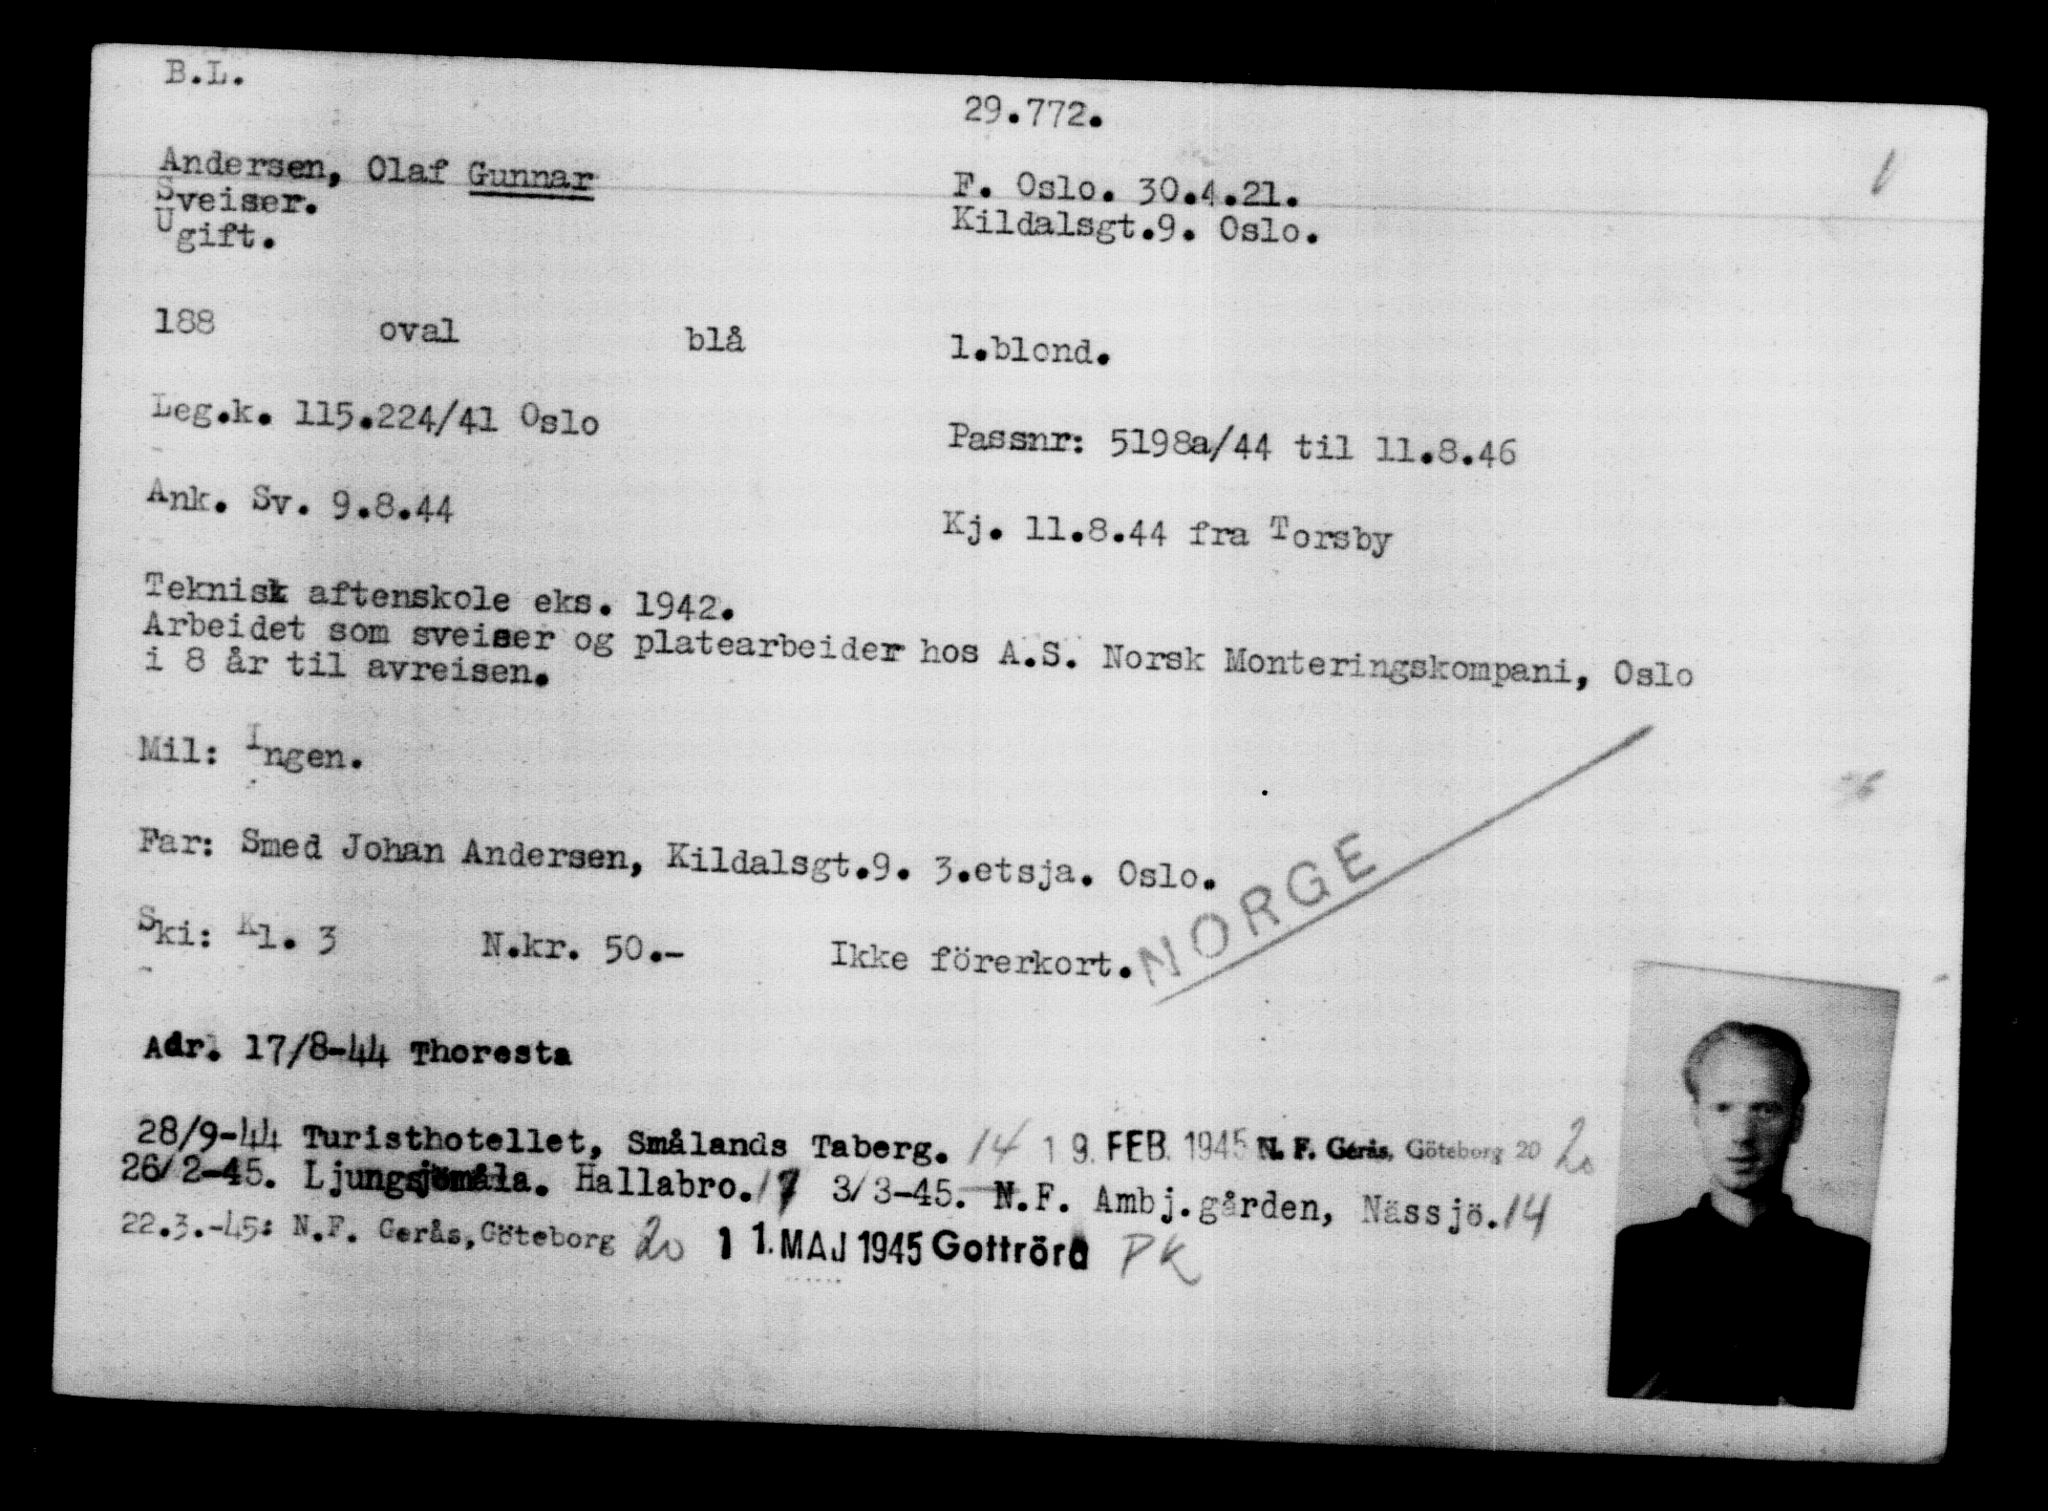 B.L.
29.772.
Andersen, Olaf Gunnar
F. Oslo. 30.4.21.
Sveiser.
Kildalsgt.9. Oslo.
Ugift.
188 oval blå l.blond.
Leg.k. 115.224/41 Oslo
Passnr: 5198a/44 til 11.8.46
Ank. Sv. 9.8.44
Kj. 11.8.44 fra Torsby
Teknisk aftenskole eks. 1942.
Arbeidet som sveiser og platearbeider hos A.S. Norsk Monteringskompani, Oslo
i 8 år til avreisen.
Mil: Ingen.
Far: Smed Johan Andersen, Kildalsgt.9. 3.etsja. Oslo.
NORGE
Ski: Kl. 3 N.kr. 50.- Ikke förerkort.
Adr. 17/8-44 Thoresta
28/9-44 Turisthotellet, Smålands Taberg. 14 19. FEB. 1945 N. F. Gerås, Göteborg 20 20
26/2-45. Ljungsjömåla. Hallabro. 17 3/3-45. N.F. Ambj.gården, Nässjö. 14
22.3.-45: N.F. Gerås, Göteborg 20 11. MAJ 1945 Gottröra PK